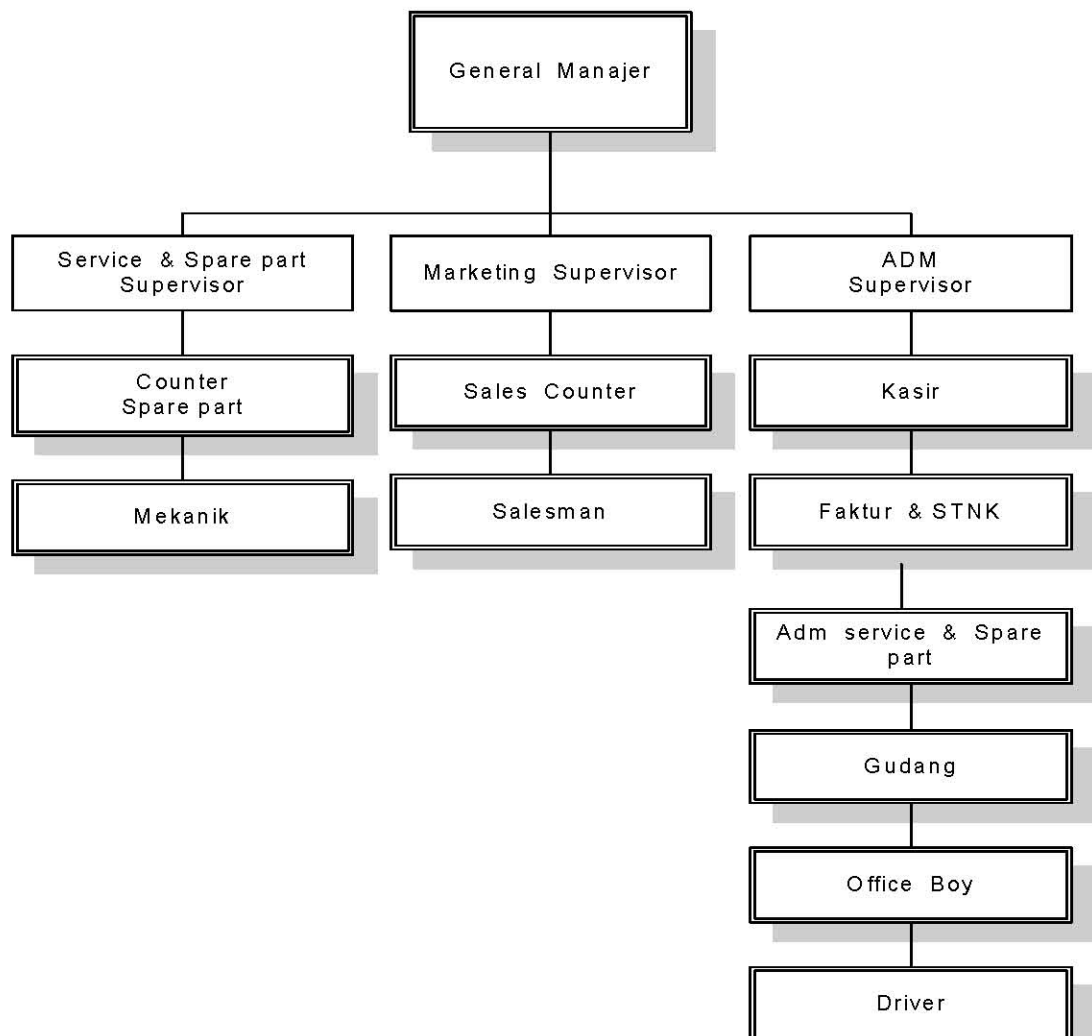 General Manajer
Service & Spare part
Supervisor
Marketing Supervisor
ADM
Supervisor
Counter
Spare part
Sales Counter
Kasir
Mekanik
Salesman
Faktur & STNK
Adm service & Spare
part
Gudang
Office Boy
Driver